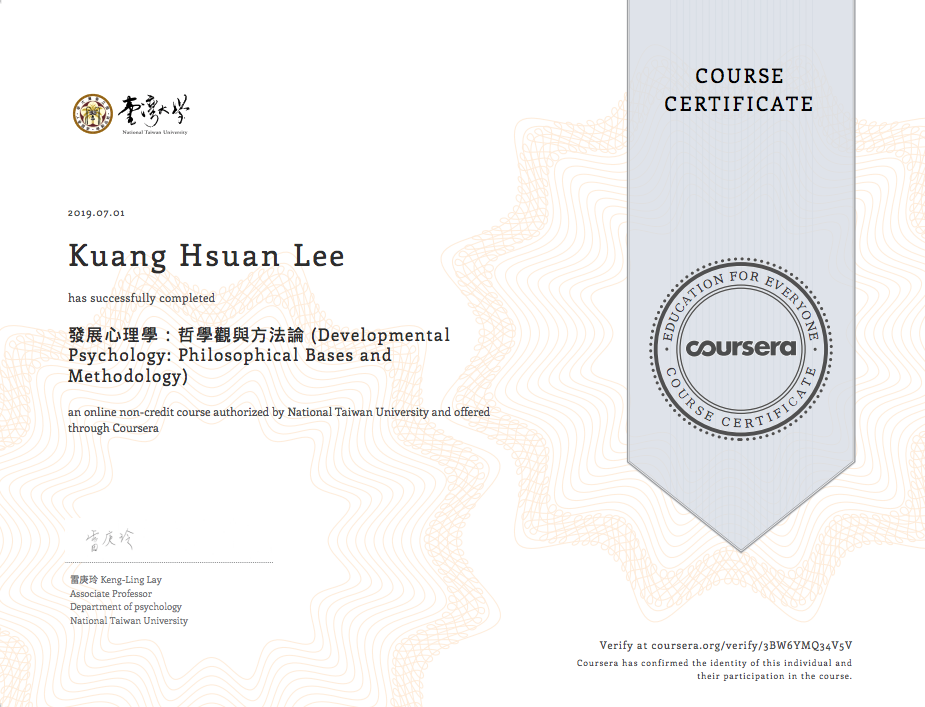 臺灣大學
National Taiwan University
COURSE
CERTIFICATE
2019.07.01
Kuang Hsuan Lee
has successfully completed
發展心理學：哲學觀與方法論 (Developmental
Psychology: Philosophical Bases and
Methodology)
an online non-credit course authorized by National Taiwan University and offered
through Coursera
EDUCATION FOR EVERYONE
coursera
COURSE CERTIFICATE
雷庚玲
雷庚玲 Keng-Ling Lay
Associate Professor
Department of psychology
National Taiwan University
Verify at coursera.org/verify/3BW6YMQ34V5V
Coursera has confirmed the identity of this individual and
their participation in the course.